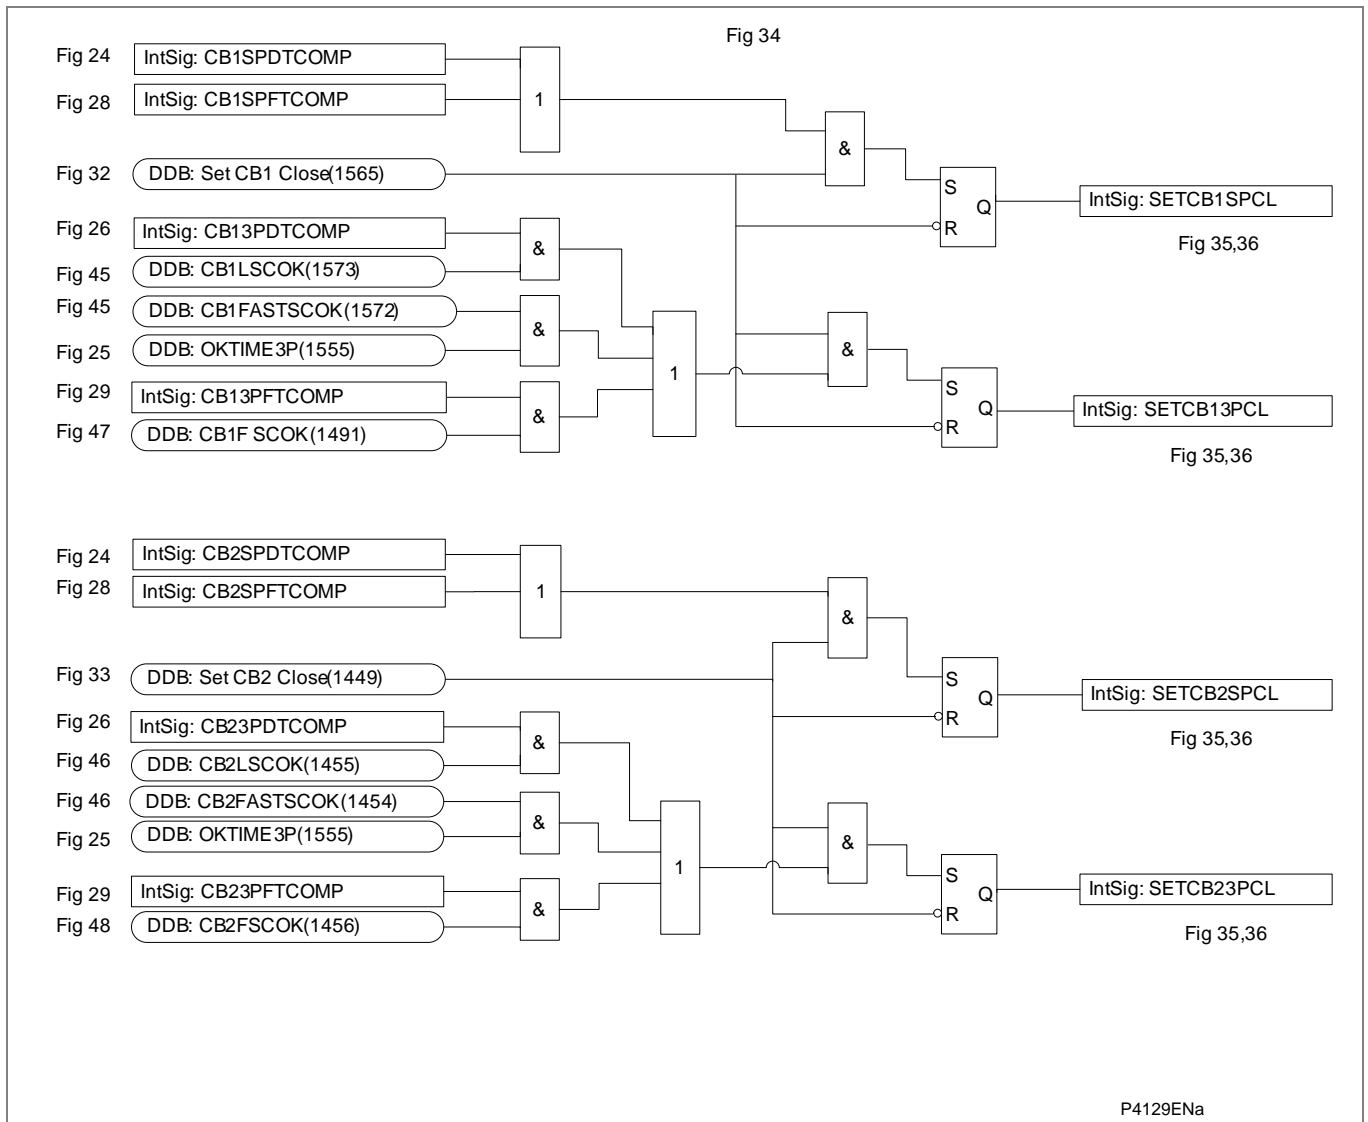 Fig 34
Fig 24 IntSig: CB1SPDTCOMP
Fig 28 IntSig: CB1SPFTCOMP
1
&
Fig 32 DDB: Set CB1 Close(1565)
S
Q
R
IntSig: SETCB1SPCL
Fig 35,36
Fig 26 IntSig: CB13PDTCOMP
&
Fig 45 DDB: CB1LSCOK(1573)
Fig 45 DDB: CB1FASTSCOK(1572)
&
Fig 25 DDB: OKTIME3P(1555)
Fig 29 IntSig: CB13PFTCOMP
&
Fig 47 DDB: CB1F SCOK(1491)
1
&
S
Q
R
IntSig: SETCB13PCL
Fig 35,36
Fig 24 IntSig: CB2SPDTCOMP
Fig 28 IntSig: CB2SPFTCOMP
1
&
Fig 33 DDB: Set CB2 Close(1449)
S
Q
R
IntSig: SETCB2SPCL
Fig 35,36
Fig 26 IntSig: CB23PDTCOMP
&
Fig 46 DDB: CB2LSCOK(1455)
Fig 46 DDB: CB2FASTSCOK(1454)
&
Fig 25 DDB: OKTIME3P(1555)
Fig 29 IntSig: CB23PFTCOMP
&
Fig 48 DDB: CB2FSCOK(1456)
1
&
S
Q
R
IntSig: SETCB23PCL
Fig 35,36
P4129ENa